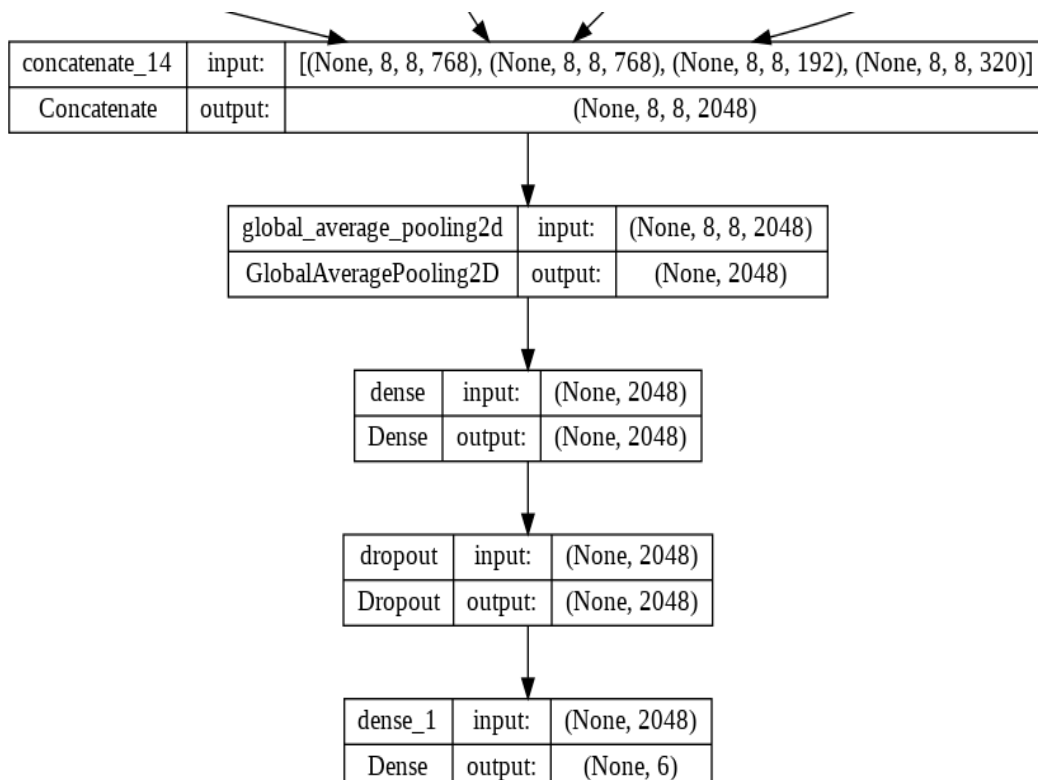 concatenate_14 input: [(None, 8, 8, 768), (None, 8, 8, 768), (None, 8, 8, 192), (None, 8, 8, 320)]
Concatenate output: (None, 8, 8, 2048)
global_average_pooling2d input: (None, 8, 8, 2048)
GlobalAveragePooling2D output: (None, 2048)
dense input: (None, 2048)
Dense output: (None, 2048)
dropout input: (None, 2048)
Dropout output: (None, 2048)
dense_1 input: (None, 2048)
Dense output: (None, 6)